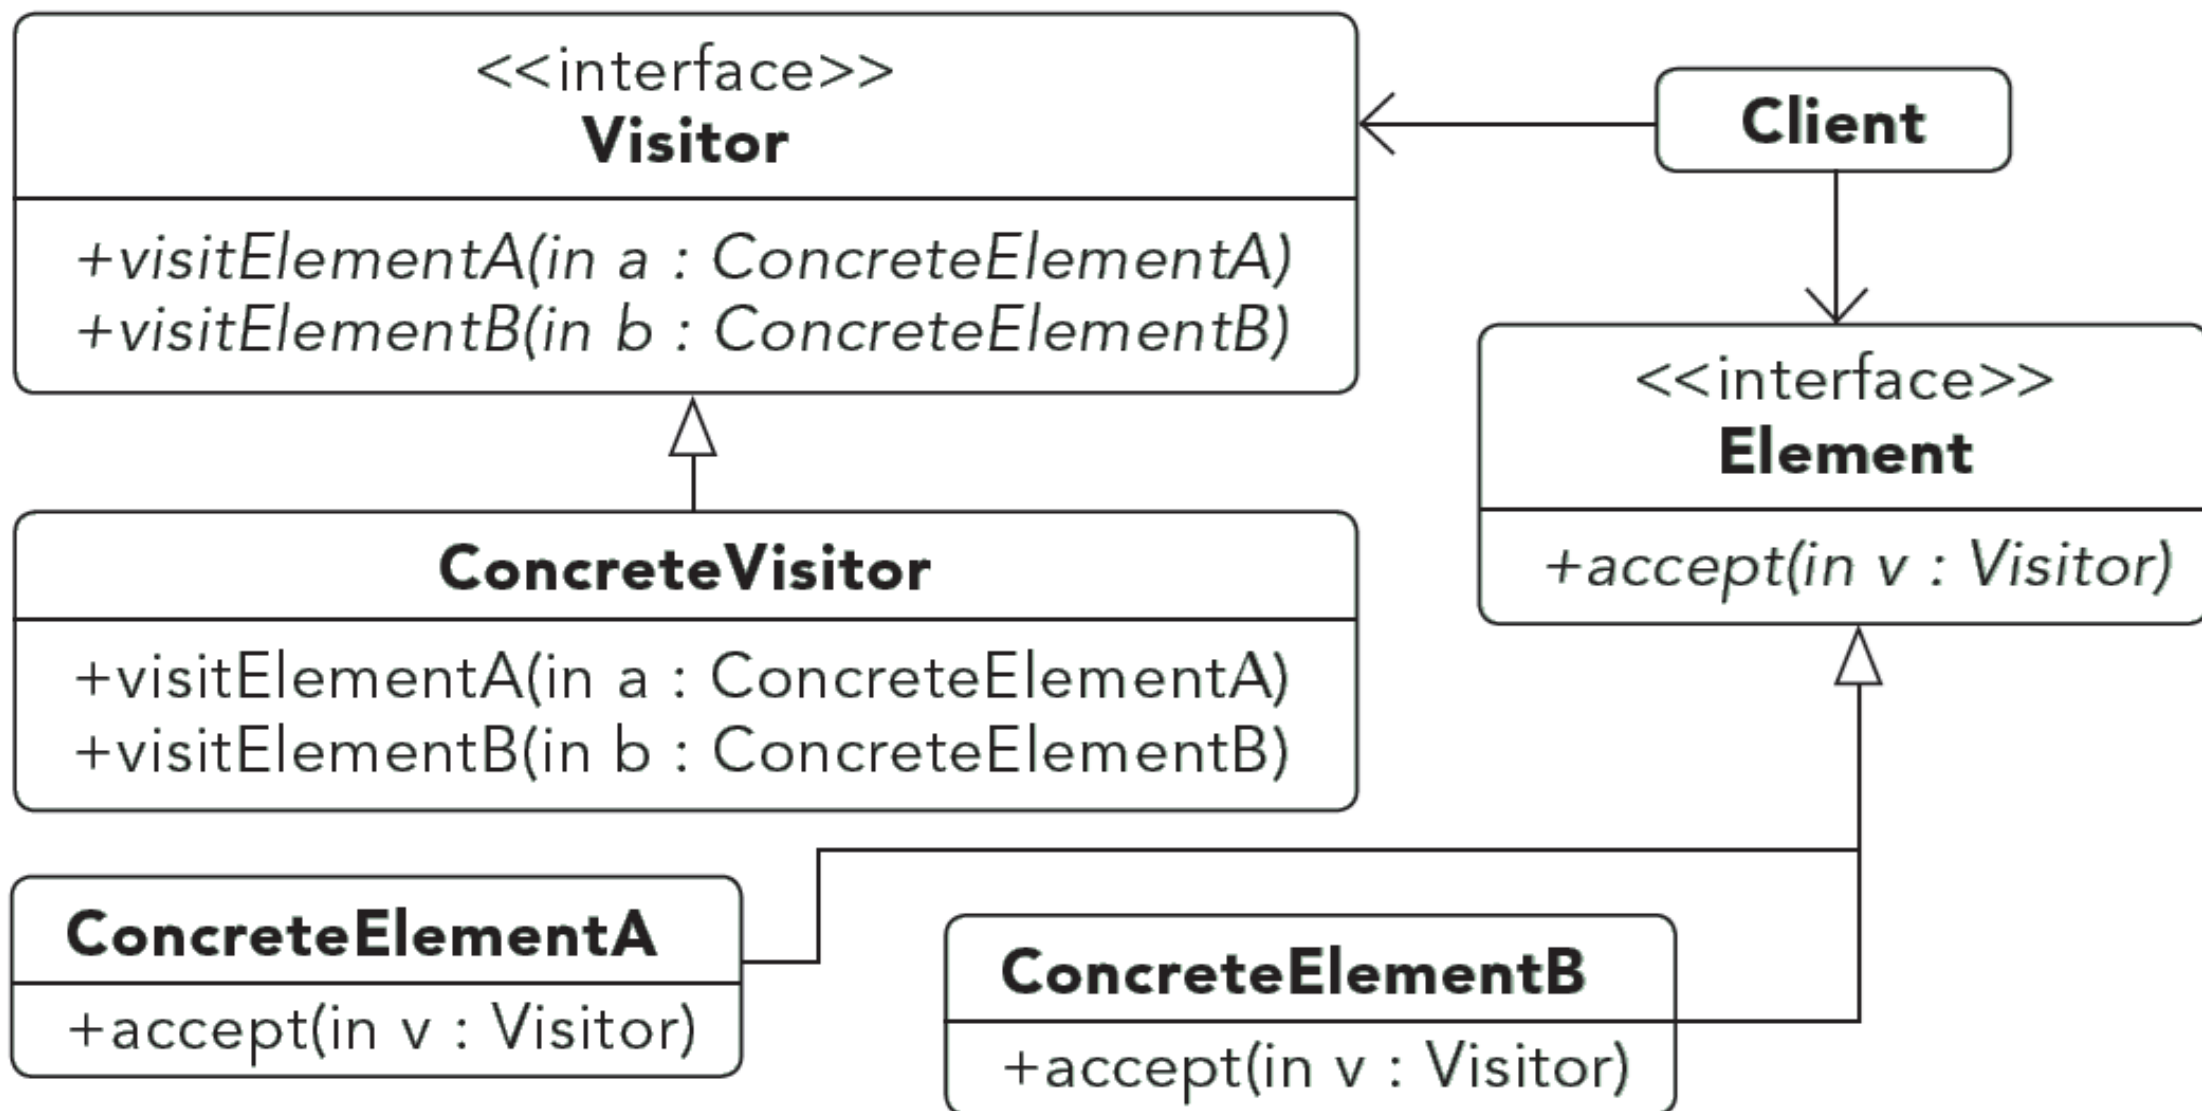 <<interface>>
Visitor
+visitElementA(in a : ConcreteElementA)
+visitElementB(in b : ConcreteElementB)
Client
<<interface>>
Element
+accept(in v : Visitor)
ConcreteVisitor
+visitElementA(in a : ConcreteElementA)
+visitElementB(in b : ConcreteElementB)
ConcreteElementA
+accept(in v : Visitor)
ConcreteElementB
+accept(in v : Visitor)